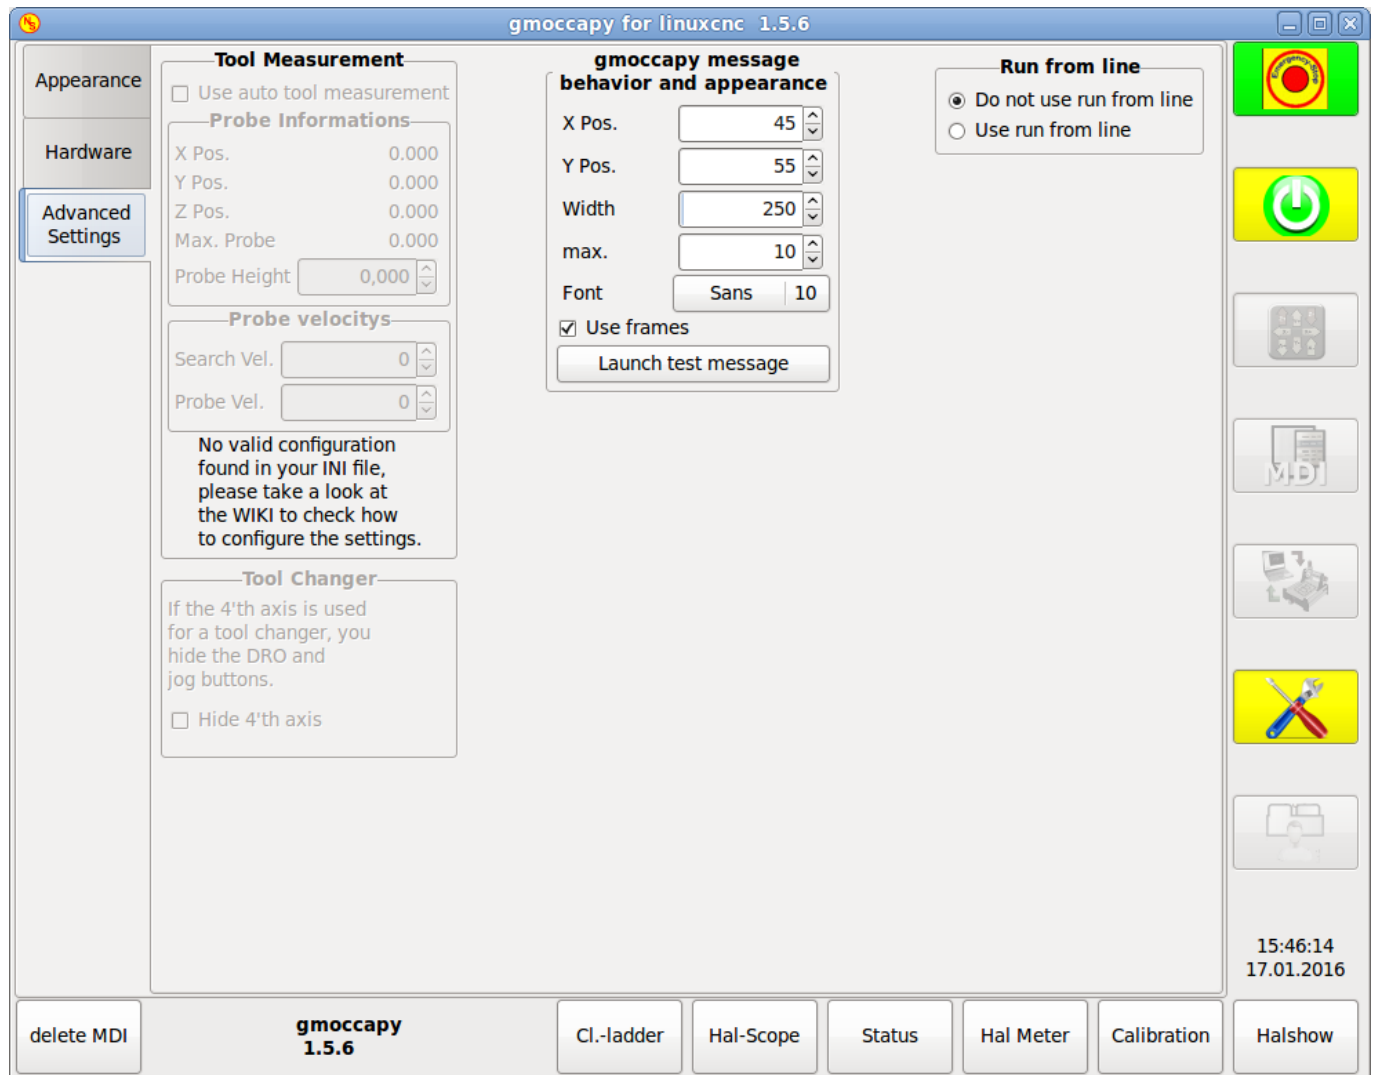 gmoccapy for linuxcnc 1.5.6
Appearance
Hardware
Advanced
Settings
Tool Measurement
Use auto tool measurement
Probe Informations
X Pos. 0.000
Y Pos. 0.000
Z Pos. 0.000
Max. Probe 0.000
Probe Height 0,000
Probe velocitys
Search Vel. 0
Probe Vel. 0
No valid configuration
found in your INI file,
please take a look at
the WIKI to check how
to configure the settings.
Tool Changer
If the 4'th axis is used
for a tool changer, you
hide the DRO and
jog buttons.
Hide 4'th axis
gmoccapy message
behavior and appearance
X Pos. 45
Y Pos. 55
Width 250
max. 10
Font Sans 10
Use frames
Launch test message
Run from line
Do not use run from line
Use run from line
Emergency-Stop
MDI
15:46:14
17.01.2016
delete MDI
gmoccapy
1.5.6
Cl.-ladder
Hal-Scope
Status
Hal Meter
Calibration
Halshow